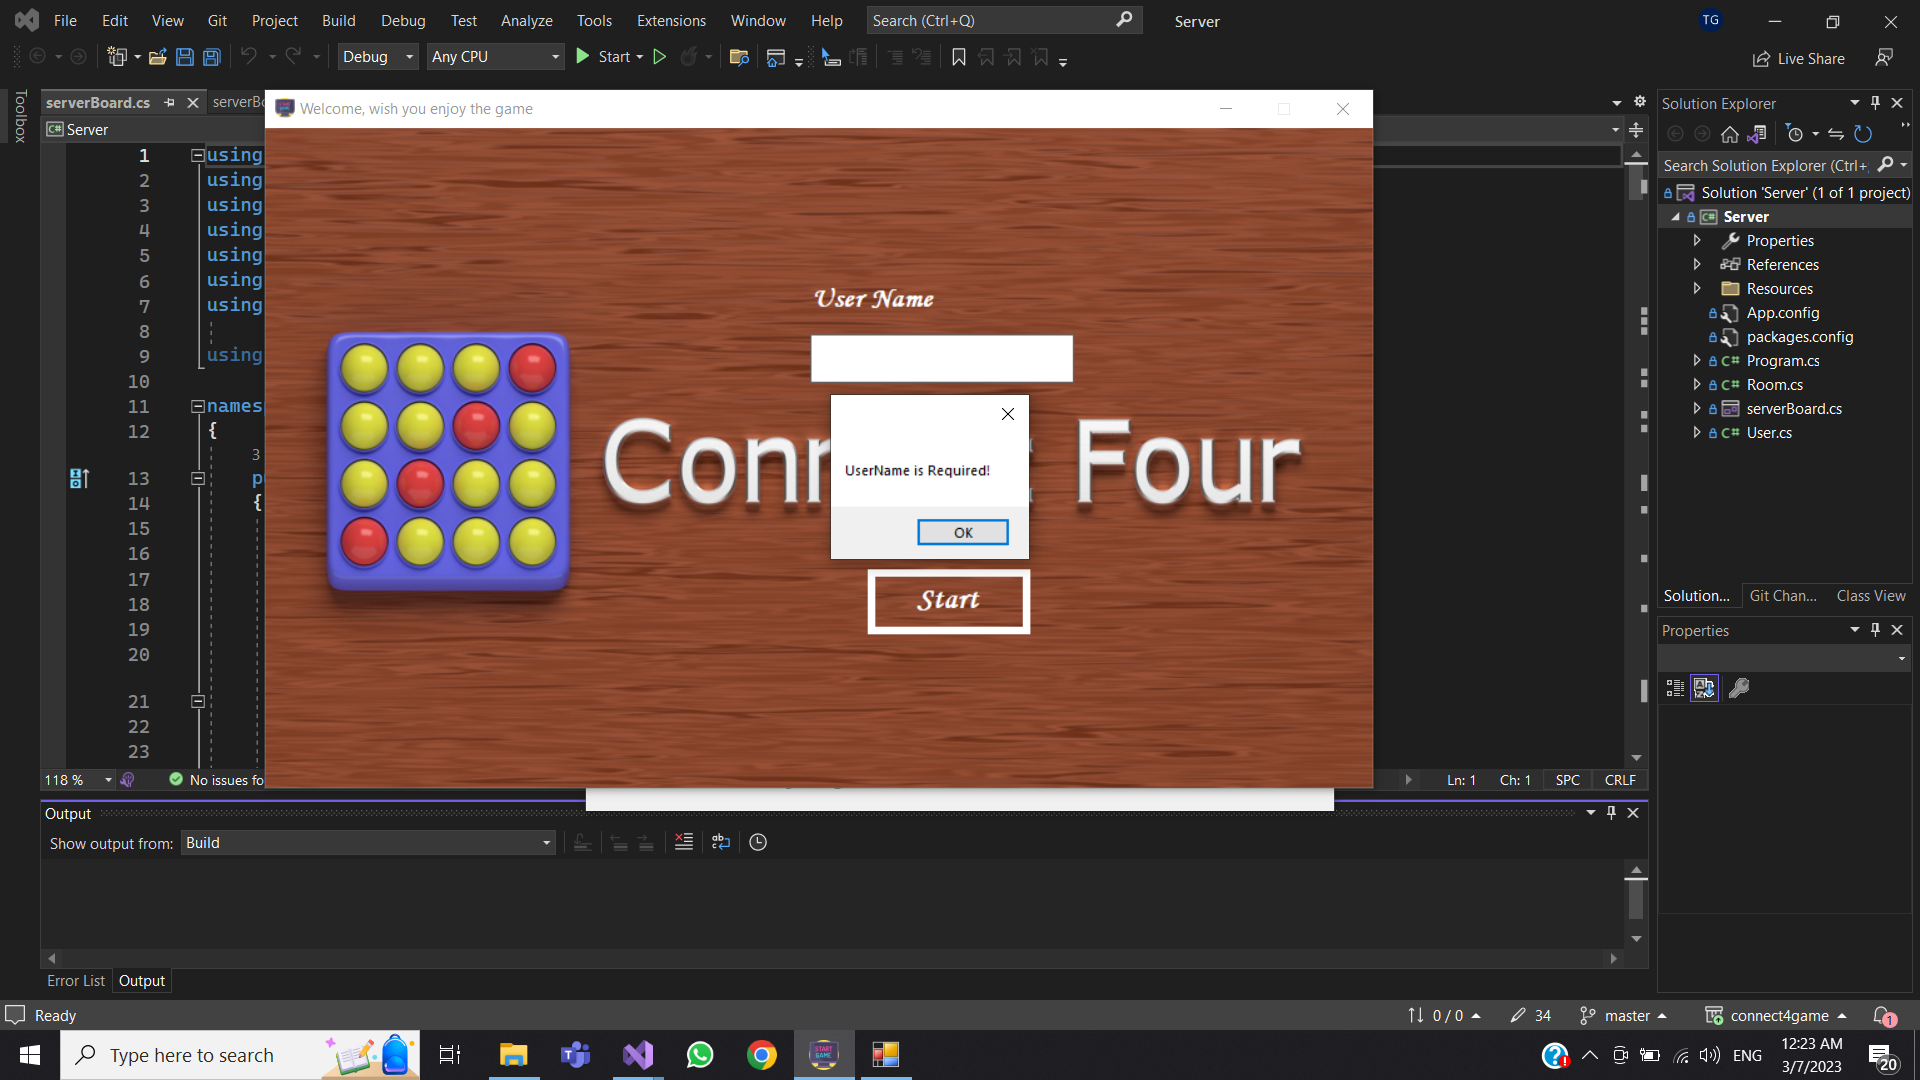 File Edit View Git Project Build Debug Test Analyze Tools Extensions Window Help Search (Ctrl+Q) Server TG
Debug Any CPU Start Live Share
Toolbox
serverBoard.cs
Server
Welcome, wish you enjoy the game
1 using
2 using
3 using
4 using
5 using
6 using
7 using
8
9 using
10
11 names
12 {
3
13 p
14 {
15
16
17
18
19
20
21
22
23
User Name
Four
UserName is Required!
OK
Start
118 % No issues fo Ln: 1 Ch: 1 SPC CRLF
Output
Show output from: Build
Error List Output
Solution Explorer
Search Solution Explorer (Ctrl+;
Solution 'Server' (1 of 1 project)
Server
Properties
References
Resources
App.config
packages.config
Program.cs
Room.cs
serverBoard.cs
User.cs
Solution... Git Chan... Class View
Properties
Ready 0 / 0 34 master connect4game 1
Type here to search ENG 12:23 AM
3/7/2023 20